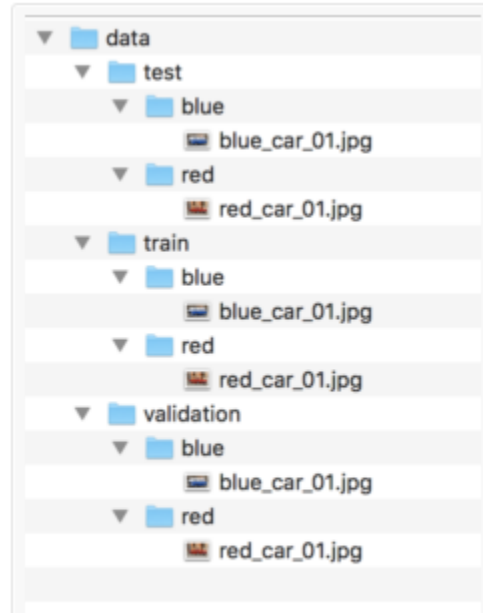 data
test
blue
blue_car_01.jpg
red
red_car_01.jpg
train
blue
blue_car_01.jpg
red
red_car_01.jpg
validation
blue
blue_car_01.jpg
red
red_car_01.jpg